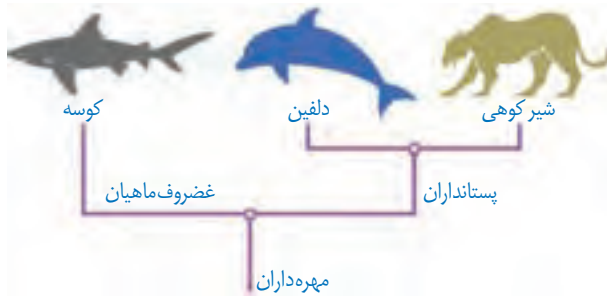 شیر کوهی
دلفین
کوسه
پستانداران
غضروف‌ماهیان
مهره‌داران